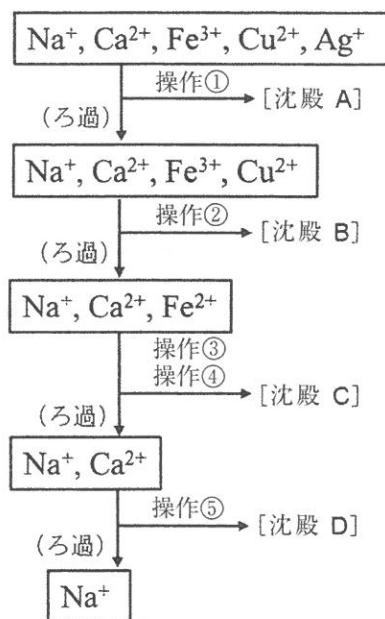 Na⁺, Ca²⁺, Fe³⁺, Cu²⁺, Ag⁺
操作①
[沈殿 A]
(ろ過)
Na⁺, Ca²⁺, Fe³⁺, Cu²⁺
操作②
[沈殿 B]
(ろ過)
Na⁺, Ca²⁺, Fe²⁺
操作③
操作④
[沈殿 C]
(ろ過)
Na⁺, Ca²⁺
操作⑤
[沈殿 D]
(ろ過)
Na⁺